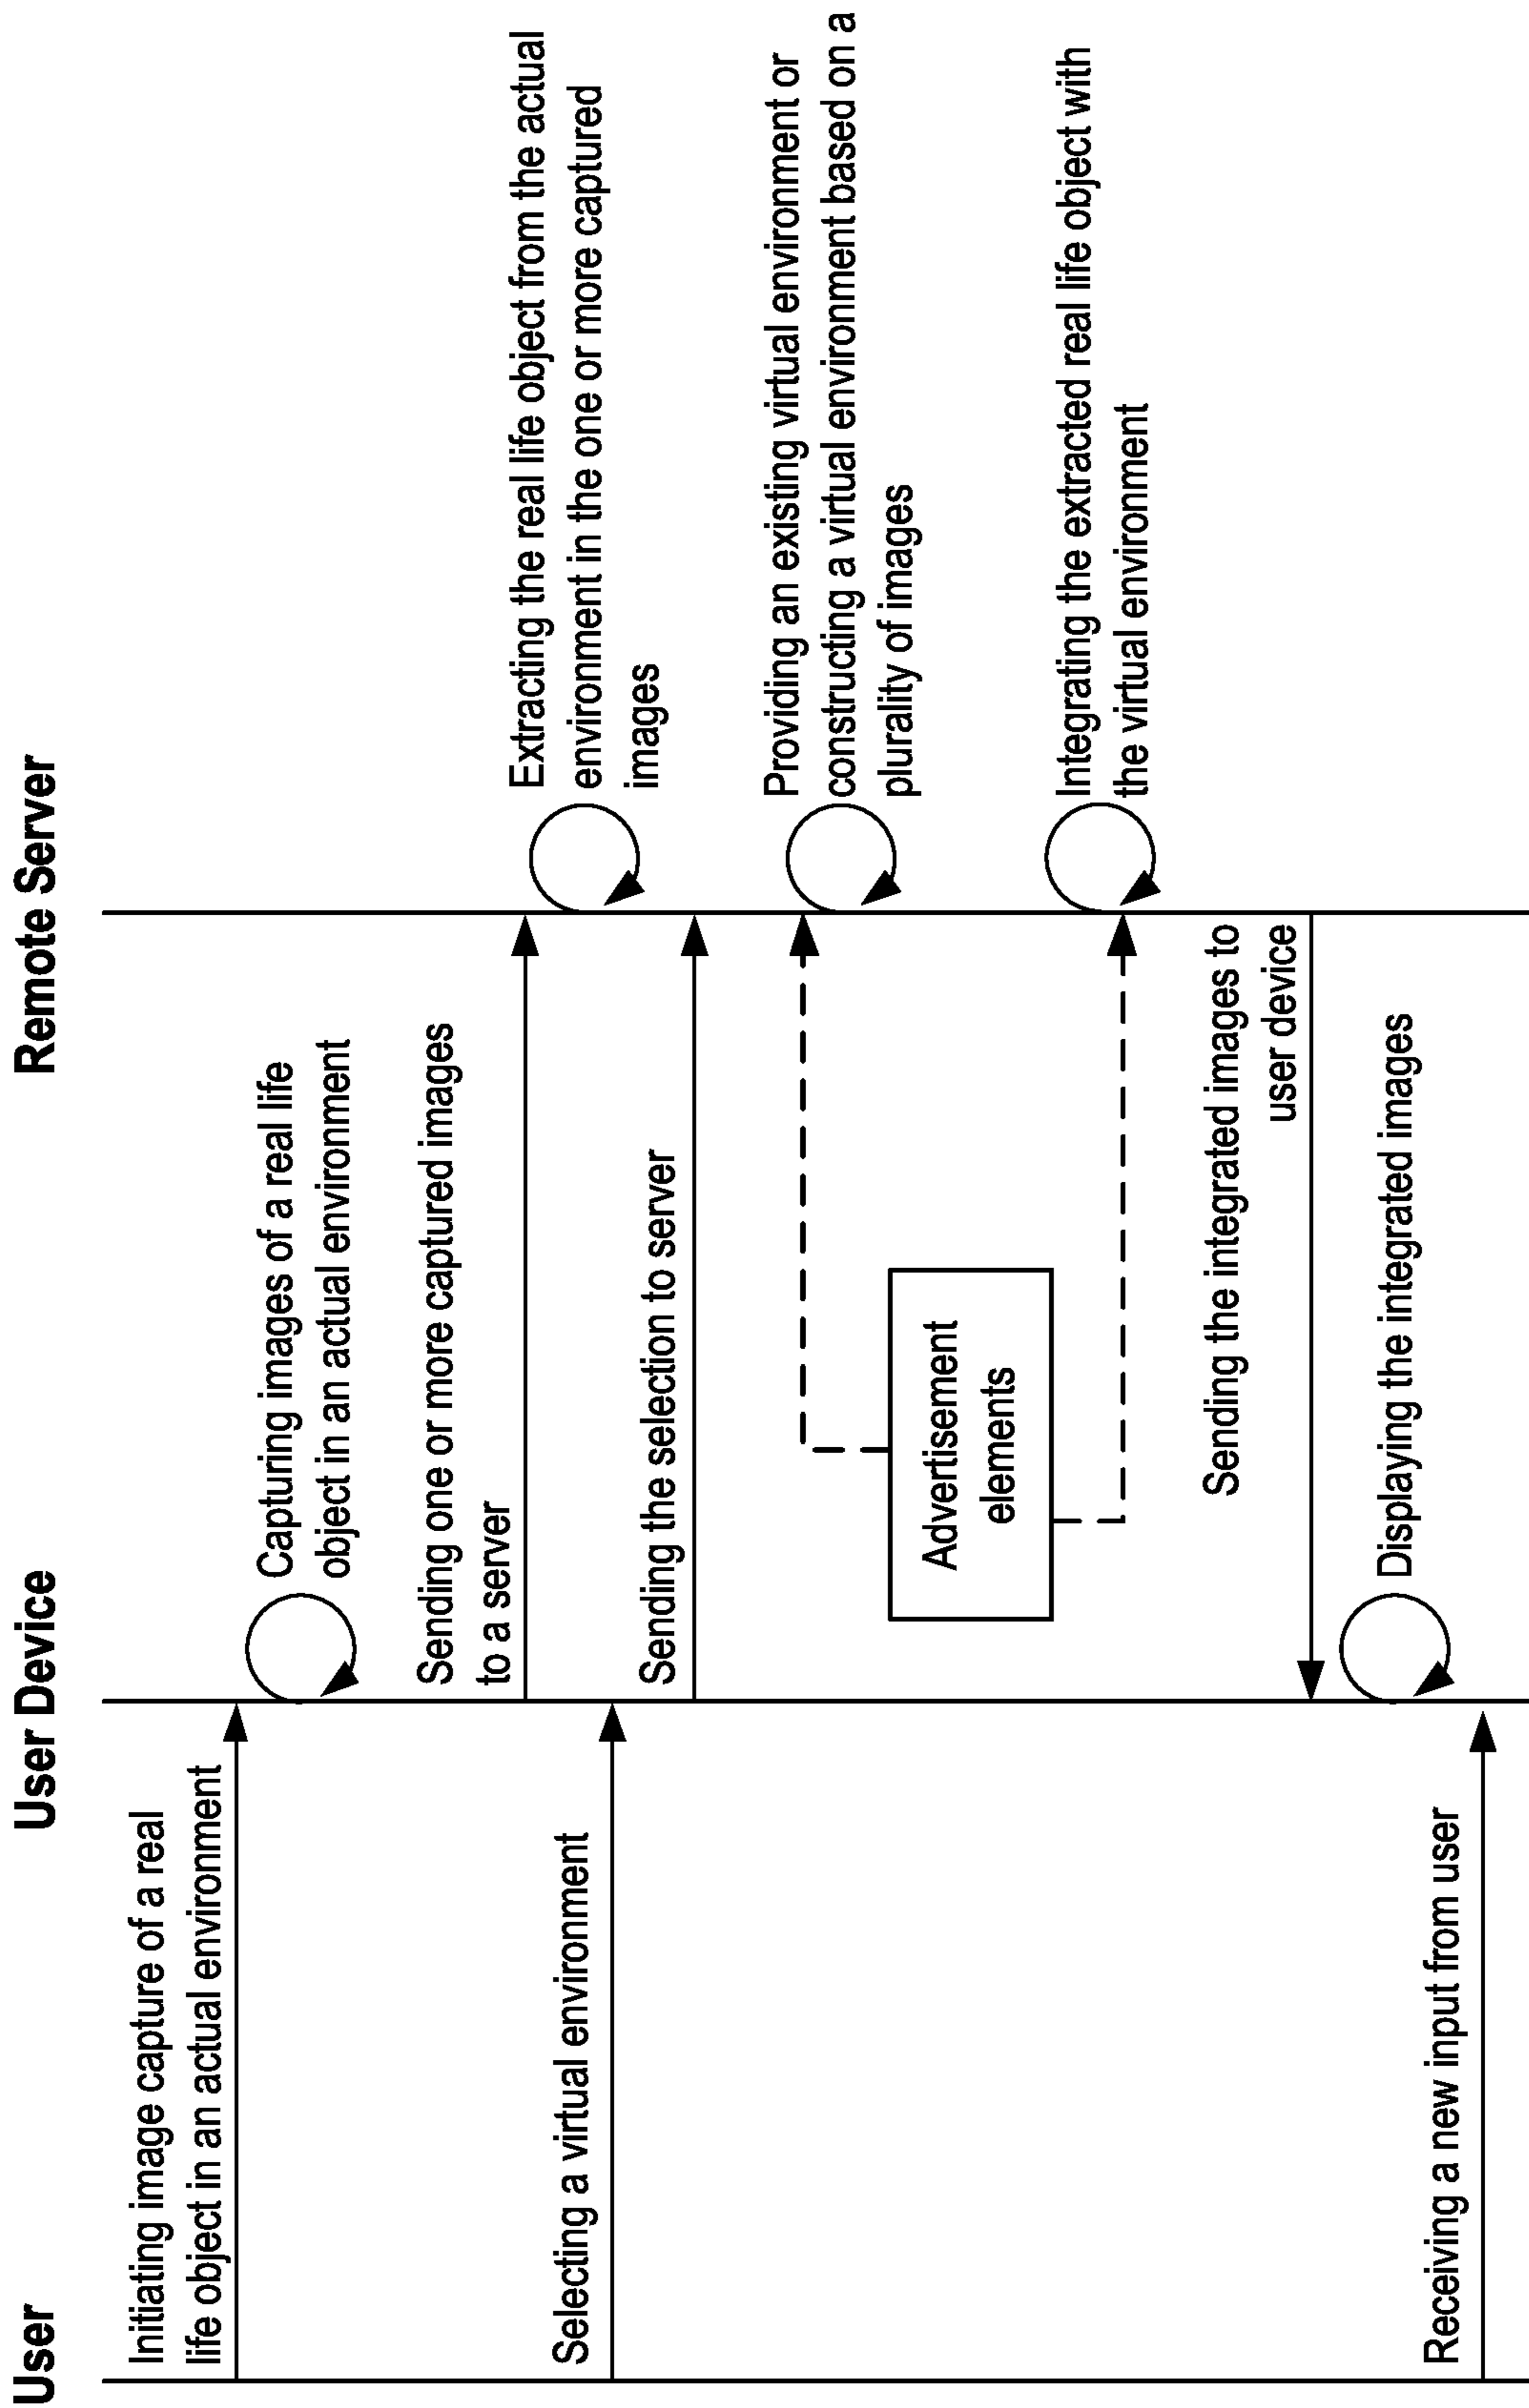 User
User Device
Remote Server
Initiating image capture of a real
life object in an actual environment
Capturing images of a real life
object in an actual environment
Sending one or more captured images
to a server
Extracting the real life object from the actual
environment in the one or more captured
images
Selecting a virtual environment
Sending the selection to server
Providing an existing virtual environment or
constructing a virtual environment based on a
plurality of images
Advertisement
elements
Integrating the extracted real life object with
the virtual environment
Sending the integrated images to
user device
Displaying the integrated images
Receiving a new input from user